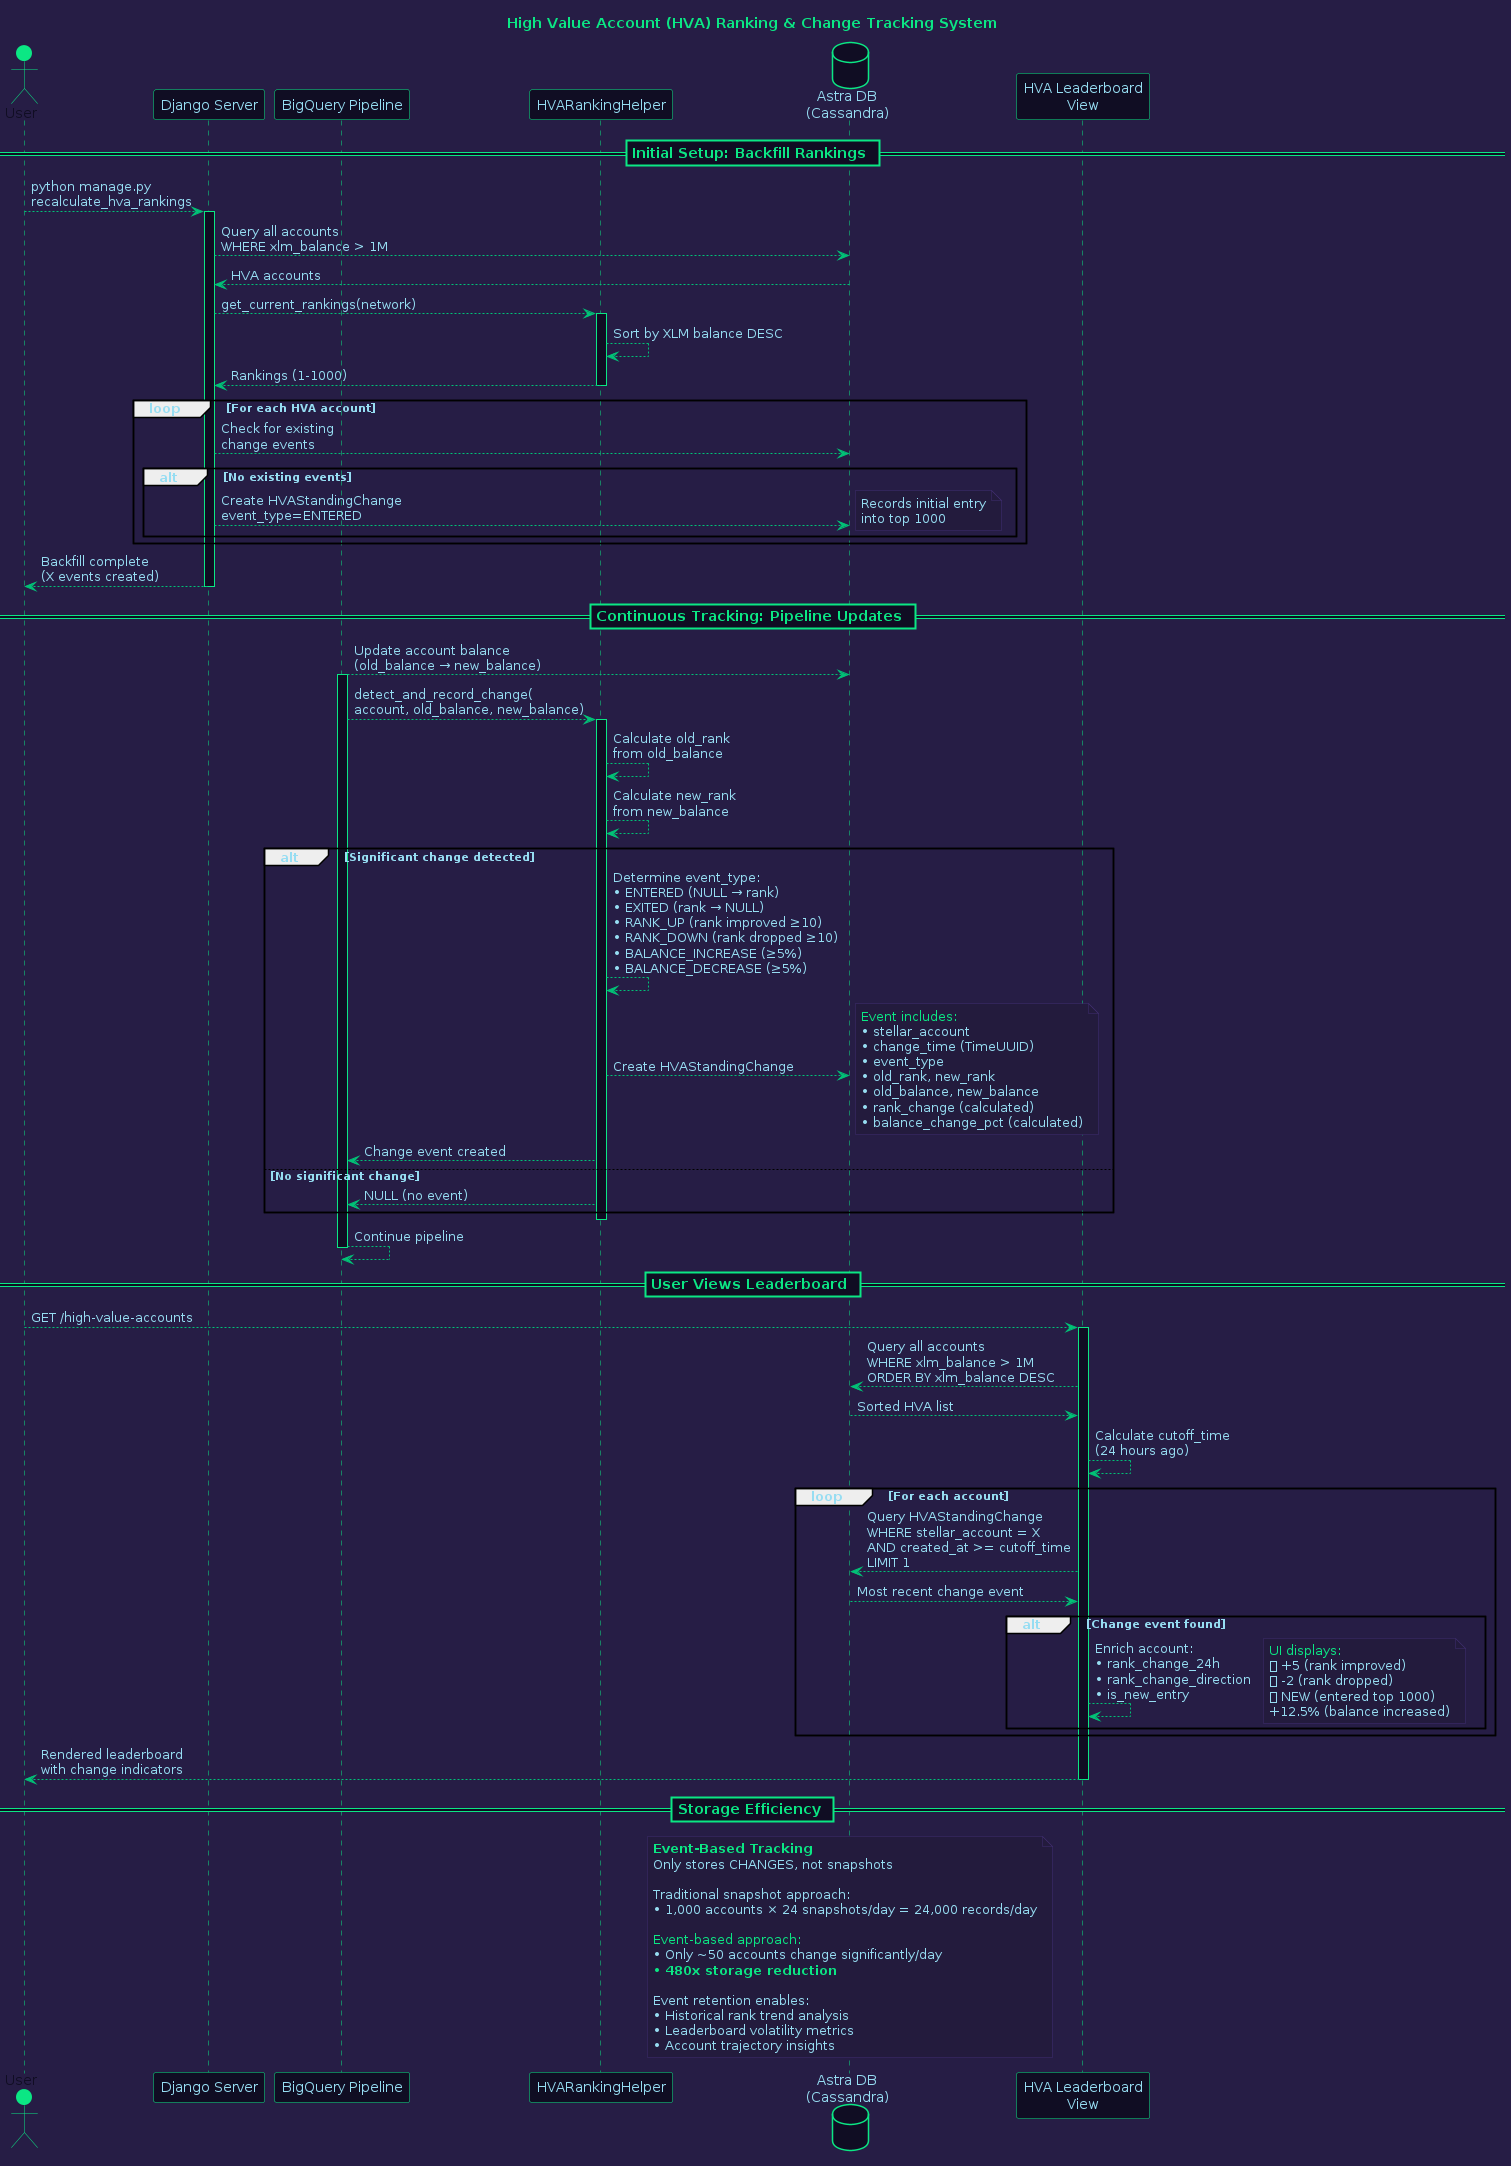 High Value Account (HVA) Ranking & Change Tracking System
User
Django Server
BigQuery Pipeline
HVARankingHelper
Astra DB
(Cassandra)
HVA Leaderboard
View
Initial Setup: Backfill Rankings
python manage.py
recalculate_hva_rankings
Query all accounts
WHERE xlm_balance > 1M
HVA accounts
get_current_rankings(network)
Sort by XLM balance DESC
Rankings (1-1000)
loop [For each HVA account]
Check for existing
change events
alt [No existing events]
Create HVAStandingChange
event_type=ENTERED
Records initial entry
into top 1000
Backfill complete
(X events created)
Continuous Tracking: Pipeline Updates
Update account balance
(old_balance → new_balance)
detect_and_record_change(
account, old_balance, new_balance)
Calculate old_rank
from old_balance
Calculate new_rank
from new_balance
alt [Significant change detected]
Determine event_type:
• ENTERED (NULL → rank)
• EXITED (rank → NULL)
• RANK_UP (rank improved ≥10)
• RANK_DOWN (rank dropped ≥10)
• BALANCE_INCREASE (≥5%)
• BALANCE_DECREASE (≥5%)
Event includes:
• stellar_account
• change_time (TimeUUID)
• event_type
• old_rank, new_rank
• old_balance, new_balance
• rank_change (calculated)
• balance_change_pct (calculated)
Create HVAStandingChange
Change event created
[No significant change]
NULL (no event)
Continue pipeline
User Views Leaderboard
GET /high-value-accounts
Query all accounts
WHERE xlm_balance > 1M
ORDER BY xlm_balance DESC
Sorted HVA list
Calculate cutoff_time
(24 hours ago)
loop [For each account]
Query HVAStandingChange
WHERE stellar_account = X
AND created_at >= cutoff_time
LIMIT 1
Most recent change event
alt [Change event found]
Enrich account:
• rank_change_24h
• rank_change_direction
• is_new_entry
UI displays:
+5 (rank improved)
-2 (rank dropped)
NEW (entered top 1000)
+12.5% (balance increased)
Rendered leaderboard
with change indicators
Storage Efficiency
Event-Based Tracking
Only stores CHANGES, not snapshots
Traditional snapshot approach:
• 1,000 accounts × 24 snapshots/day = 24,000 records/day
Event-based approach:
• Only ~50 accounts change significantly/day
• 480x storage reduction
Event retention enables:
• Historical rank trend analysis
• Leaderboard volatility metrics
• Account trajectory insights
User
Django Server
BigQuery Pipeline
HVARankingHelper
Astra DB
(Cassandra)
HVA Leaderboard
View